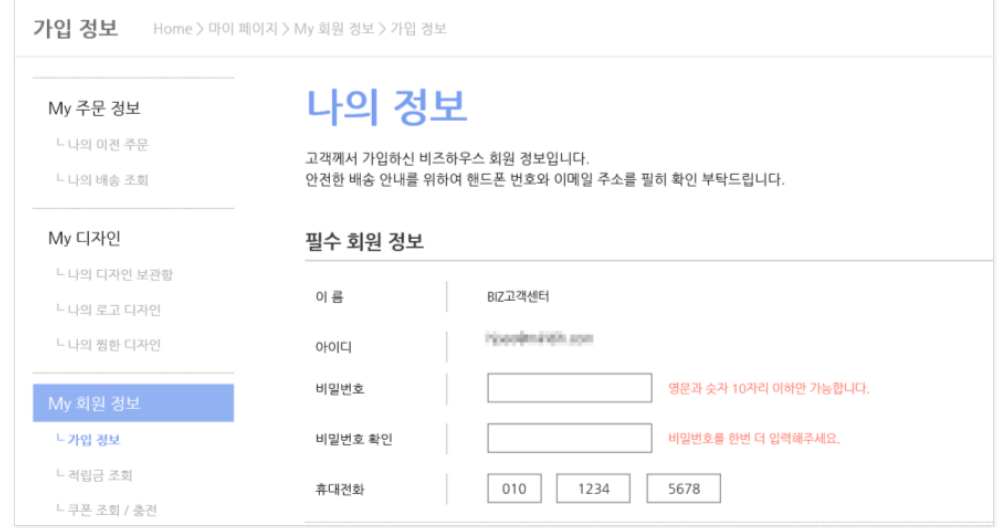 가입 정보
Home > 마이 페이지 > My 회원 정보 > 가입 정보
My 주문 정보
└ 나의 이전 주문
└ 나의 배송 조회
My 디자인
└ 나의 디자인 보관함
└ 나의 로고 디자인
└ 나의 찜한 디자인
My 회원 정보
└ 가입 정보
└ 적립금 조회
└ 쿠폰 조회 / 충전
나의 정보
고객께서 가입하신 비즈하우스 회원 정보입니다.
안전한 배송 안내를 위하여 핸드폰 번호와 이메일 주소를 필히 확인 부탁드립니다.
필수 회원 정보
이 름 BIZ고객센터
아이디
비밀번호 영문과 숫자 10자리 이하만 가능합니다.
비밀번호 확인 비밀번호를 한번 더 입력해주세요.
휴대전화 010 1234 5678